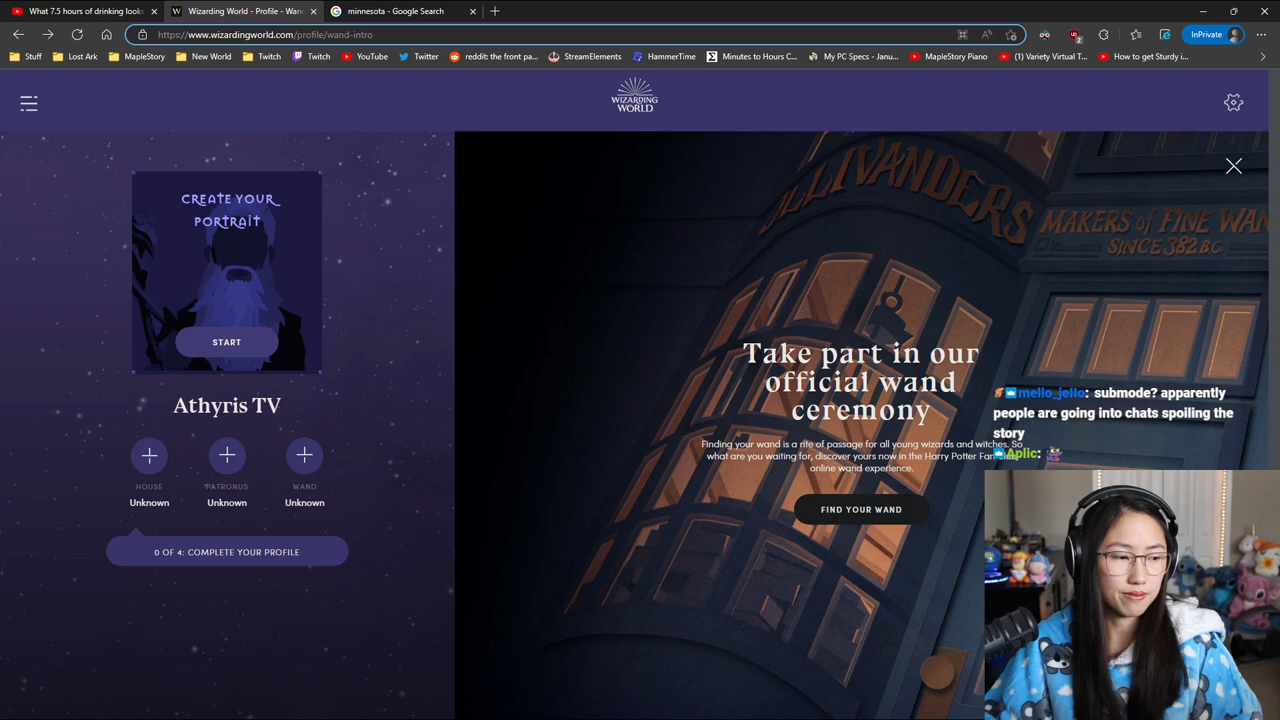 What 7.5 hours of drinking looks
Wizarding World - Profile - Wan
minnesota - Google Search
https://www.wizardingworld.com/profile/wand-intro
InPrivate
Stuff
Lost Ark
MapleStory
New World
Twitch
Twitch
YouTube
Twitter
reddit: the front pa...
StreamElements
HammerTime
Minutes to Hours C...
My PC Specs - Janu...
MapleStory Piano
(1) Variety Virtual T...
How to get Sturdy i...
WIZARDING
WORLD
CREATE YOUR
PORTRAIT
START
Athyris TV
HOUSE
PATRONUS
WAND
Unknown
Unknown
Unknown
0 OF 4: COMPLETE YOUR PROFILE
OLLIVANDERS
MAKERS of FINE WAN
SINCE 382 B.C.
Take part in our
official wand
ceremony
Finding your wand is a rite of passage for all young wizards and witches. So
what are you waiting for, discover yours now in the Harry Potter Fan
online wand experience.
FIND YOUR WAND
mello_jello: submode? apparently
people are going into chats spoiling the
story
Aplic: